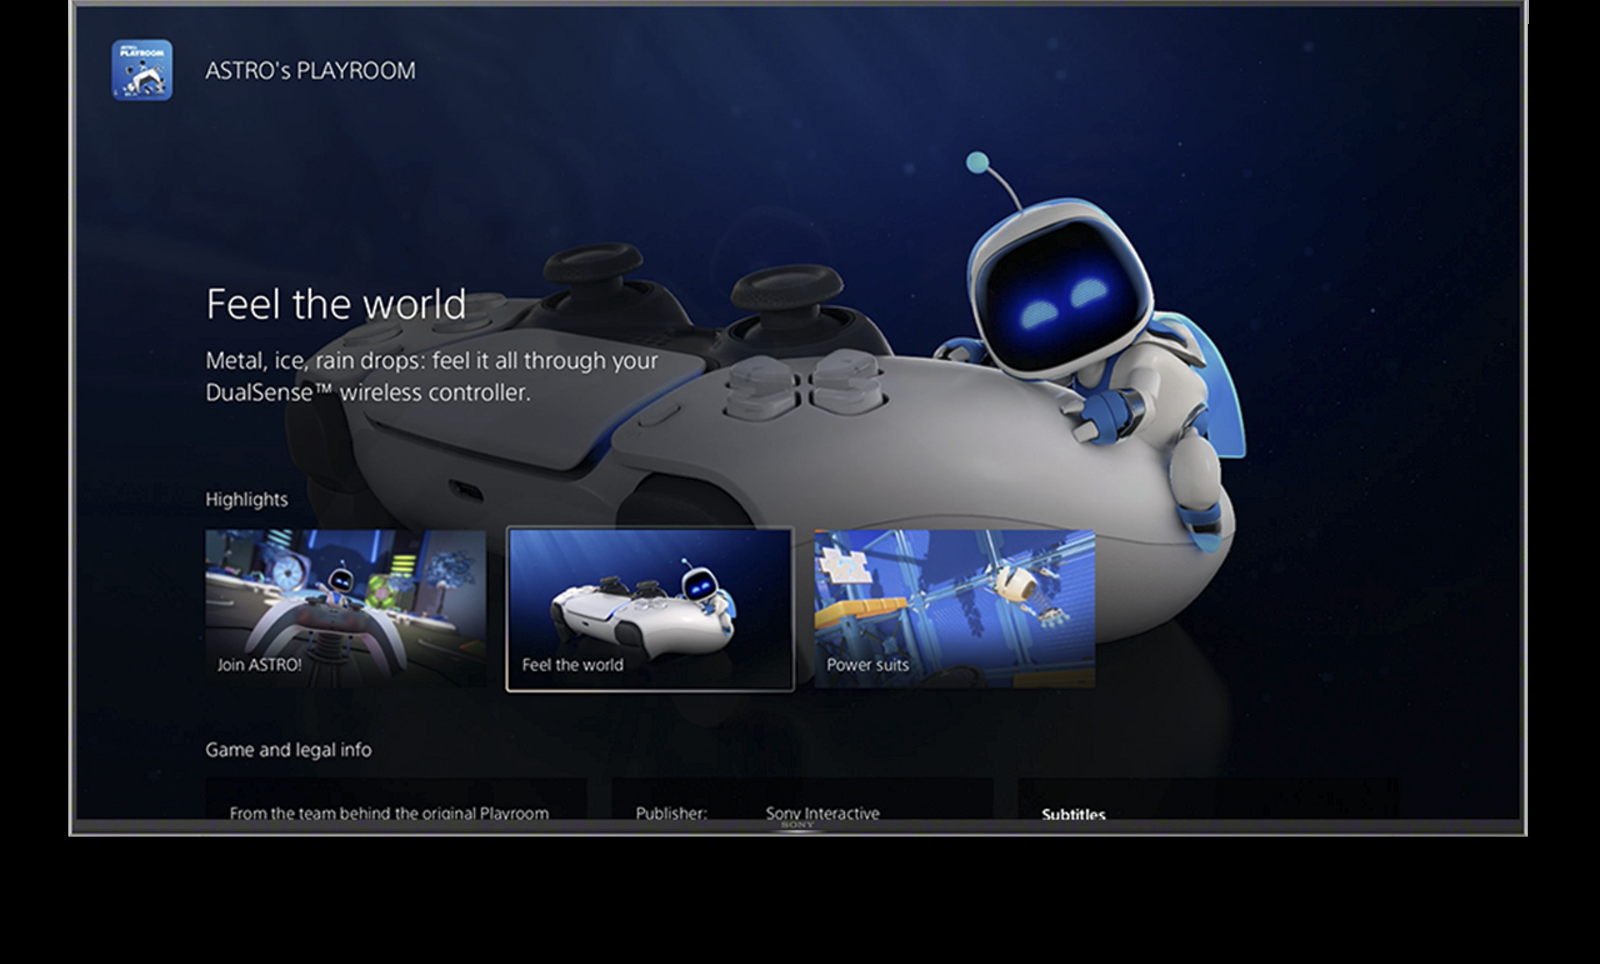 ASTRO's
PLAYROOM
ASTRO's PLAYROOM
Feel the world
Metal, ice, rain drops: feel it all through your
DualSense™ wireless controller.
Highlights
Join ASTRO!
Feel the world
Power suits
Game and legal info
From the team behind the original Playroom
Publisher:
Sony Interactive
Subtitles
SONY